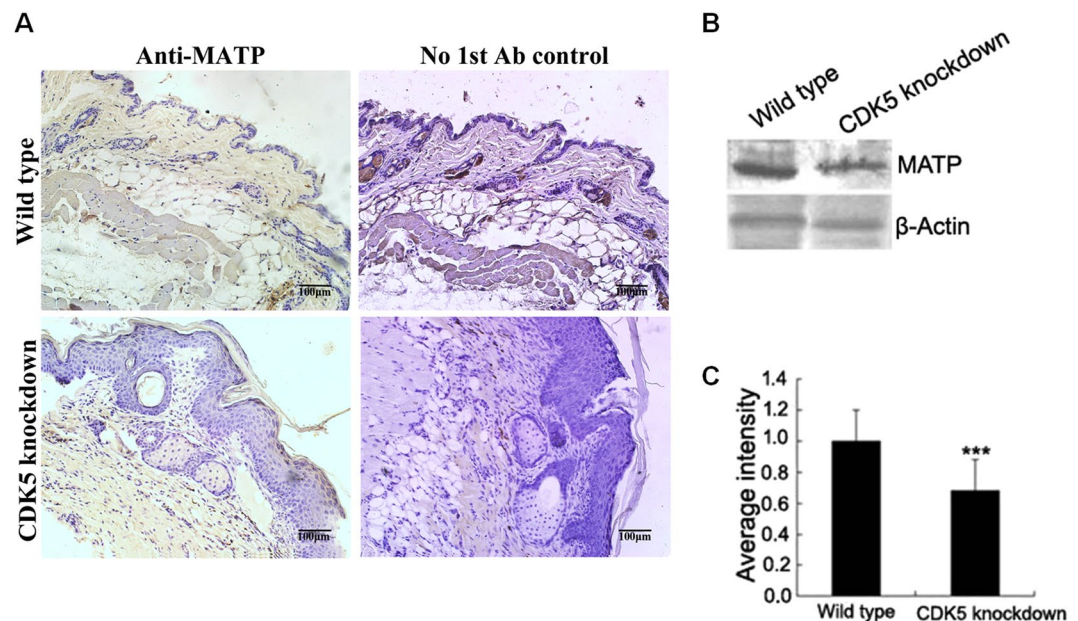 A
Anti-MATP
No 1st Ab control
Wild type
100μm
100μm
CDK5 knockdown
100μm
100μm
B
Wild type
CDK5 knockdown
MATP
β-Actin
C
Average intensity
1.4
1.2
1.0
0.8
0.6
0.4
0.2
0.0
***
Wild type
CDK5 knockdown